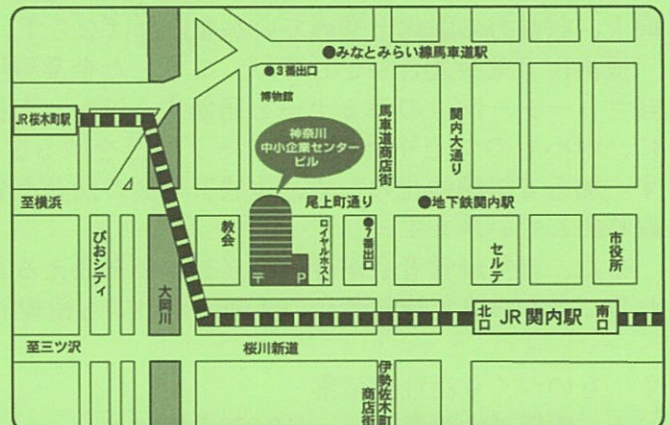 ●みなとみらい線馬車道駅
●3番出口
博物館
JR桜木町駅
神奈川
中小企業センター
ビル
馬車道商店街
関内大通り
至横浜
尾上町通り
●地下鉄関内駅
ぴおシティ
教会
ロイヤルホスト
●7番出口
セルテ
市役所
〒
P
大岡川
北口
JR関内駅
南口
至三ツ沢
桜川新道
伊勢佐木町
商店街